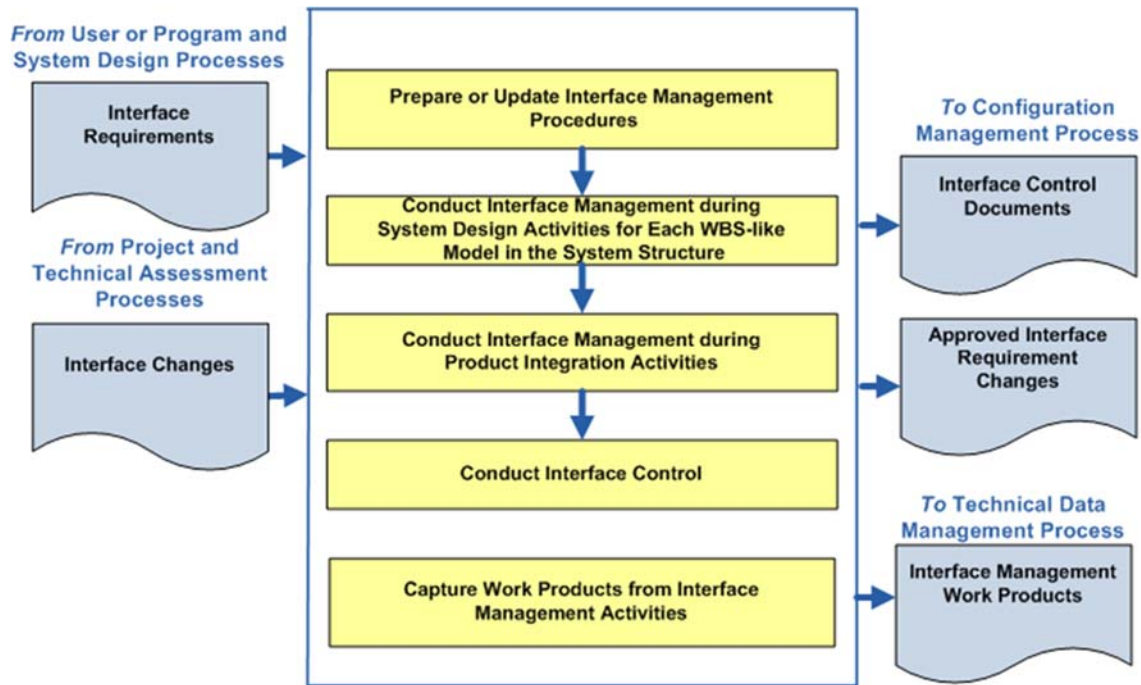 From User or Program and
System Design Processes
Interface
Requirements
From Project and
Technical Assessment
Processes
Interface Changes
Prepare or Update Interface Management
Procedures
Conduct Interface Management during
System Design Activities for Each WBS-like
Model in the System Structure
Conduct Interface Management during
Product Integration Activities
Conduct Interface Control
Capture Work Products from Interface
Management Activities
To Configuration
Management Process
Interface Control
Documents
Approved Interface
Requirement
Changes
To Technical Data
Management Process
Interface Management
Work Products